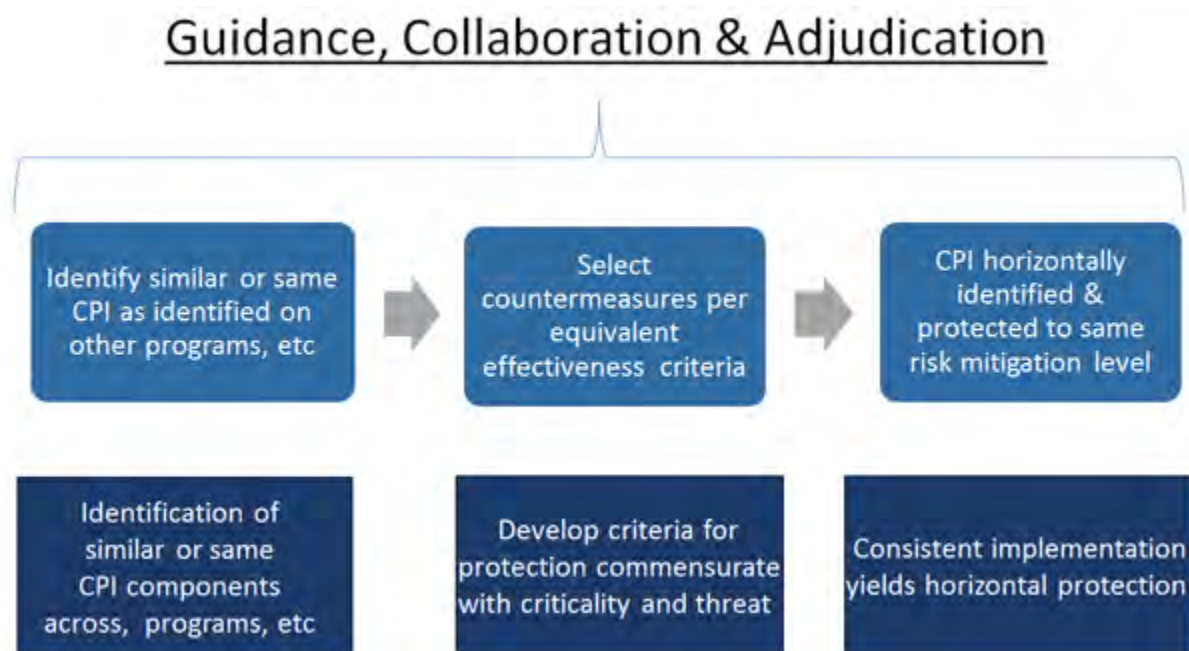 Guidance, Collaboration & Adjudication
Identify similar or same
CPI as identified on
other programs, etc
Select
countermeasures per
equivalent
effectiveness criteria
CPI horizontally
identified &
protected to same
risk mitigation level
Identification of
similar or same
CPI components
across, programs, etc
Develop criteria for
protection commensurate
with criticality and threat
Consistent implementation
yields horizontal protection